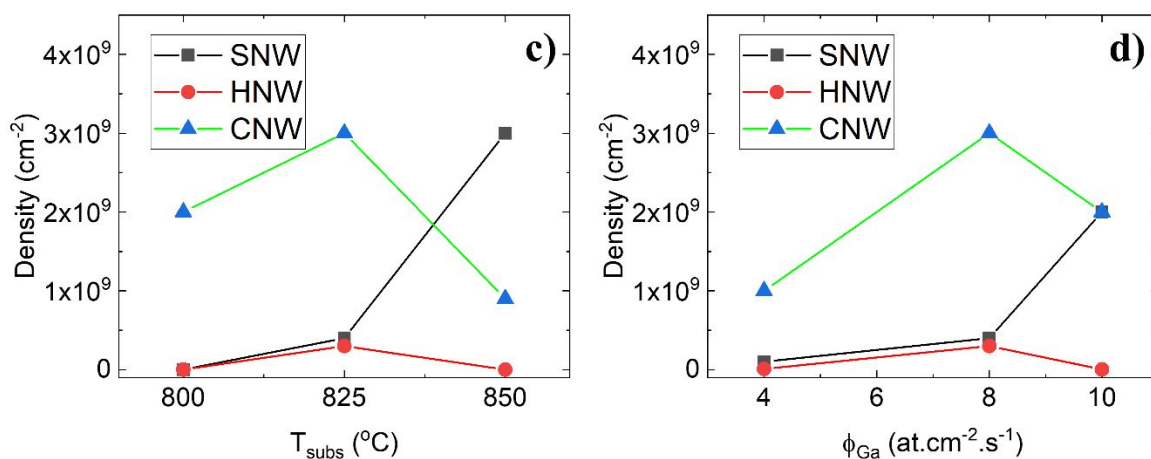 c)
SNW
HNW
CNW
4x10⁹
3x10⁹
2x10⁹
1x10⁹
0
Density (cm⁻²)
800 825 850
T_subs (ᵒC)
d)
SNW
HNW
CNW
4x10⁹
3x10⁹
2x10⁹
1x10⁹
0
Density (cm⁻²)
4 6 8 10
ϕ_Ga (at.cm⁻².s⁻¹)